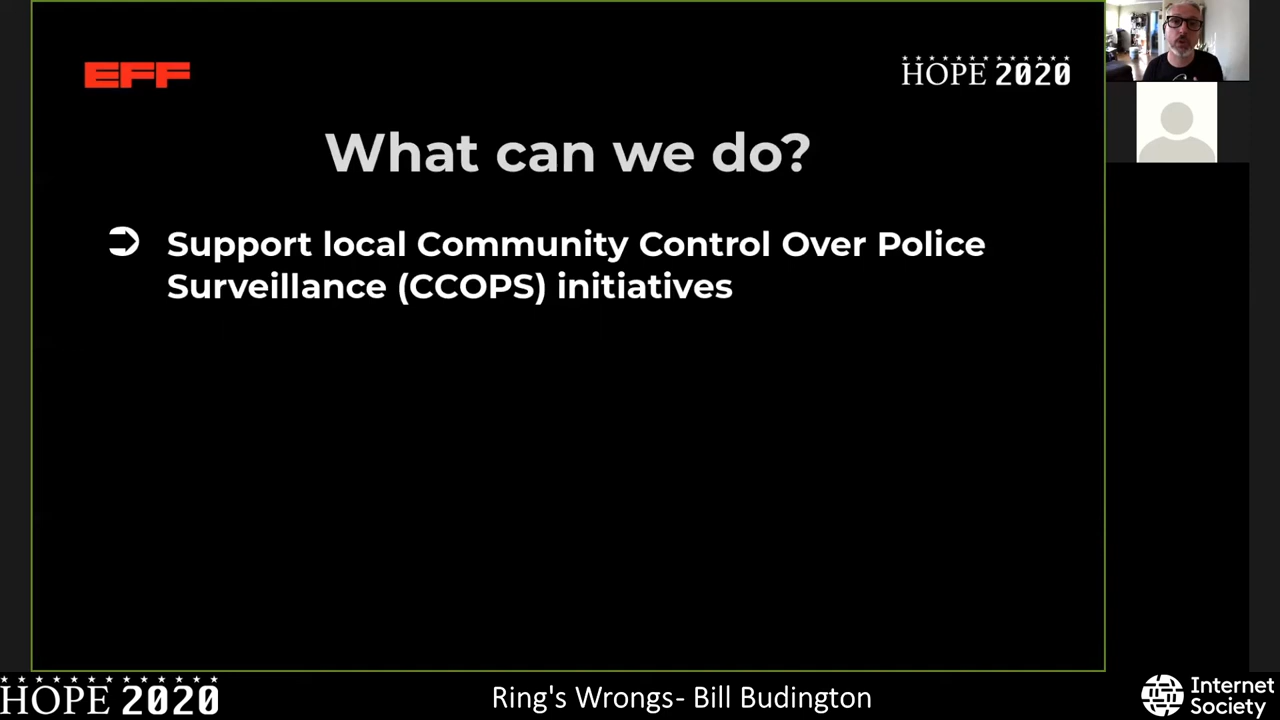 EFF
HOPE 2020
What can we do?
Support local Community Control Over Police
Surveillance (CCOPS) initiatives
HOPE 2020
Ring's Wrongs- Bill Budington
Internet
Society